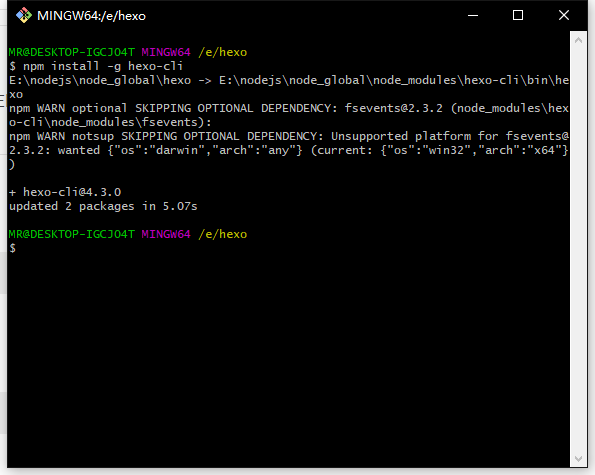 MINGW64:/e/hexo
MR@DESKTOP-IGCJO4T MINGW64 /e/hexo
$ npm install -g hexo-cli
E:\nodejs\node_global\hexo -> E:\nodejs\node_global\node_modules\hexo-cli\bin\he
xo
npm WARN optional SKIPPING OPTIONAL DEPENDENCY: fsevents@2.3.2 (node_modules\hex
o-cli\node_modules\fsevents):
npm WARN notsup SKIPPING OPTIONAL DEPENDENCY: Unsupported platform for fsevents@
2.3.2: wanted {"os":"darwin","arch":"any"} (current: {"os":"win32","arch":"x64"}
)
+ hexo-cli@4.3.0
updated 2 packages in 5.07s
MR@DESKTOP-IGCJO4T MINGW64 /e/hexo
$